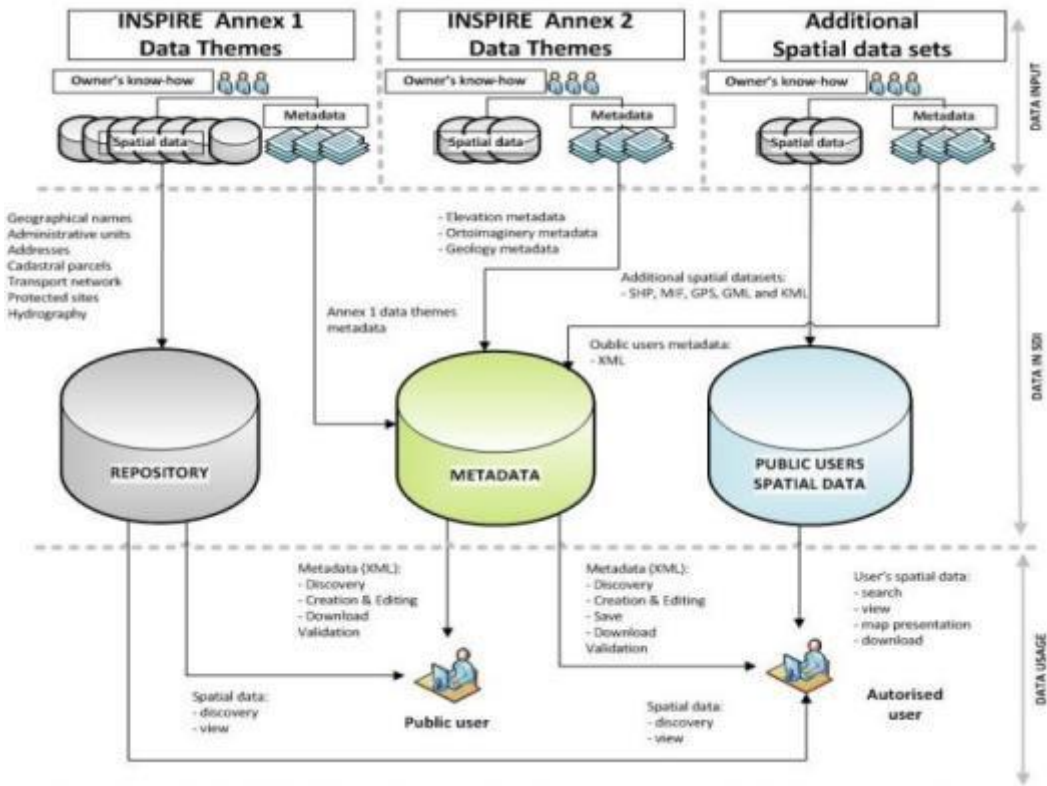 INSPIRE Annex 1
Data Themes
INSPIRE Annex 2
Data Themes
Additional
Spatial data sets
Owner's know-how
Metadata
Spatial data
Owner's know-how
Metadata
Spatial data
Owner's know-how
Metadata
Spatial data
DATA INPUT
Geographical names
Administrative units
Addresses
Cadastral parcels
Transport network
Protected sites
Hydrography
- Elevation metadata
- Ortoimaginery metadata
- Geology metadata
Additional spatial datasets:
- SHP, MIF, GPS, GML and KML
Annex 1 data themes
metadata
Oublic users metadata:
- XML
DATA IN SDI
REPOSITORY
METADATA
PUBLIC USERS
SPATIAL DATA
Metadata (XML):
- Discovery
- Creation & Editing
- Download
Validation
Metadata (XML):
- Discovery
- Creation & Editing
- Save
- Download
Validation
User's spatial data:
- search
- view
- map presentation
- download
DATA USAGE
Spatial data:
- discovery
- view
Public user
Spatial data:
- discovery
- view
Autorised
user